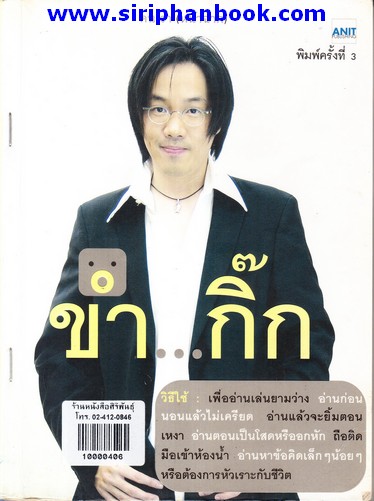 www.siriphanbook.com
ANIT
พิมพ์ครั้งที่ 3
ขำ...กิ๊ก
วิธีใช้ : เพื่ออ่านเล่นยามว่าง อ่านก่อน
นอนแล้วไม่เครียด อ่านแล้วจะยิ้มตอน
เหงา อ่านตอนเป็นโสดหรืออกหัก ถือติด
มือเข้าห้องน้ำ อ่านหาข้อคิดเล็กๆน้อยๆ
หรือต้องการหัวเราะกับชีวิต
ร้านหนังสือศิริพันธุ์
โทร. 02-412-0846
10000406